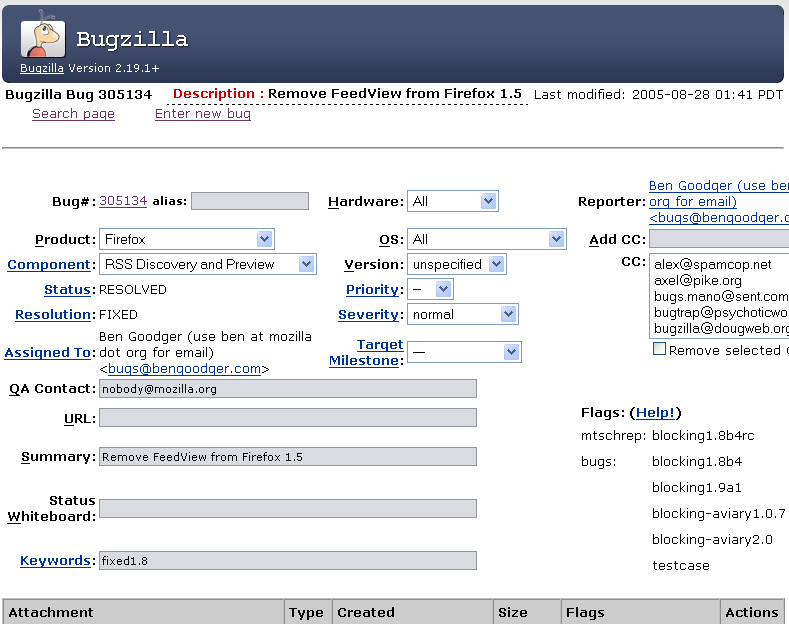 Bugzilla
Bugzilla Version 2.19.1+
Bugzilla Bug 305134 Description : Remove FeedView from Firefox 1.5 Last modified: 2005-08-28 01:41 PDT
Search page Enter new bug
Bug#: 305134 alias:
Hardware: All
Reporter: Ben Goodger (use ben
org for email)
<bugs@bengoodger.c
Product: Firefox
OS: All
Add CC:
Component: RSS Discovery and Preview
Version: unspecified
CC: alex@spamcop.net
axel@pike.org
bugs.mano@sent.com
bugtrap@psychoticwo
bugzilla@dougweb.org
Status: RESOLVED
Priority: --
Resolution: FIXED
Severity: normal
Assigned To: Ben Goodger (use ben at mozilla
dot org for email)
<bugs@bengoodger.com>
Target
Milestone: ---
Remove selected C
QA Contact: nobody@mozilla.org
URL:
Flags: (Help!)
mtschrep: blocking1.8b4rc
bugs: blocking1.8b4
blocking1.9a1
blocking-aviary1.0.7
blocking-aviary2.0
testcase
Summary: Remove FeedView from Firefox 1.5
Status
Whiteboard:
Keywords: fixed1.8
Attachment Type Created Size Flags Actions